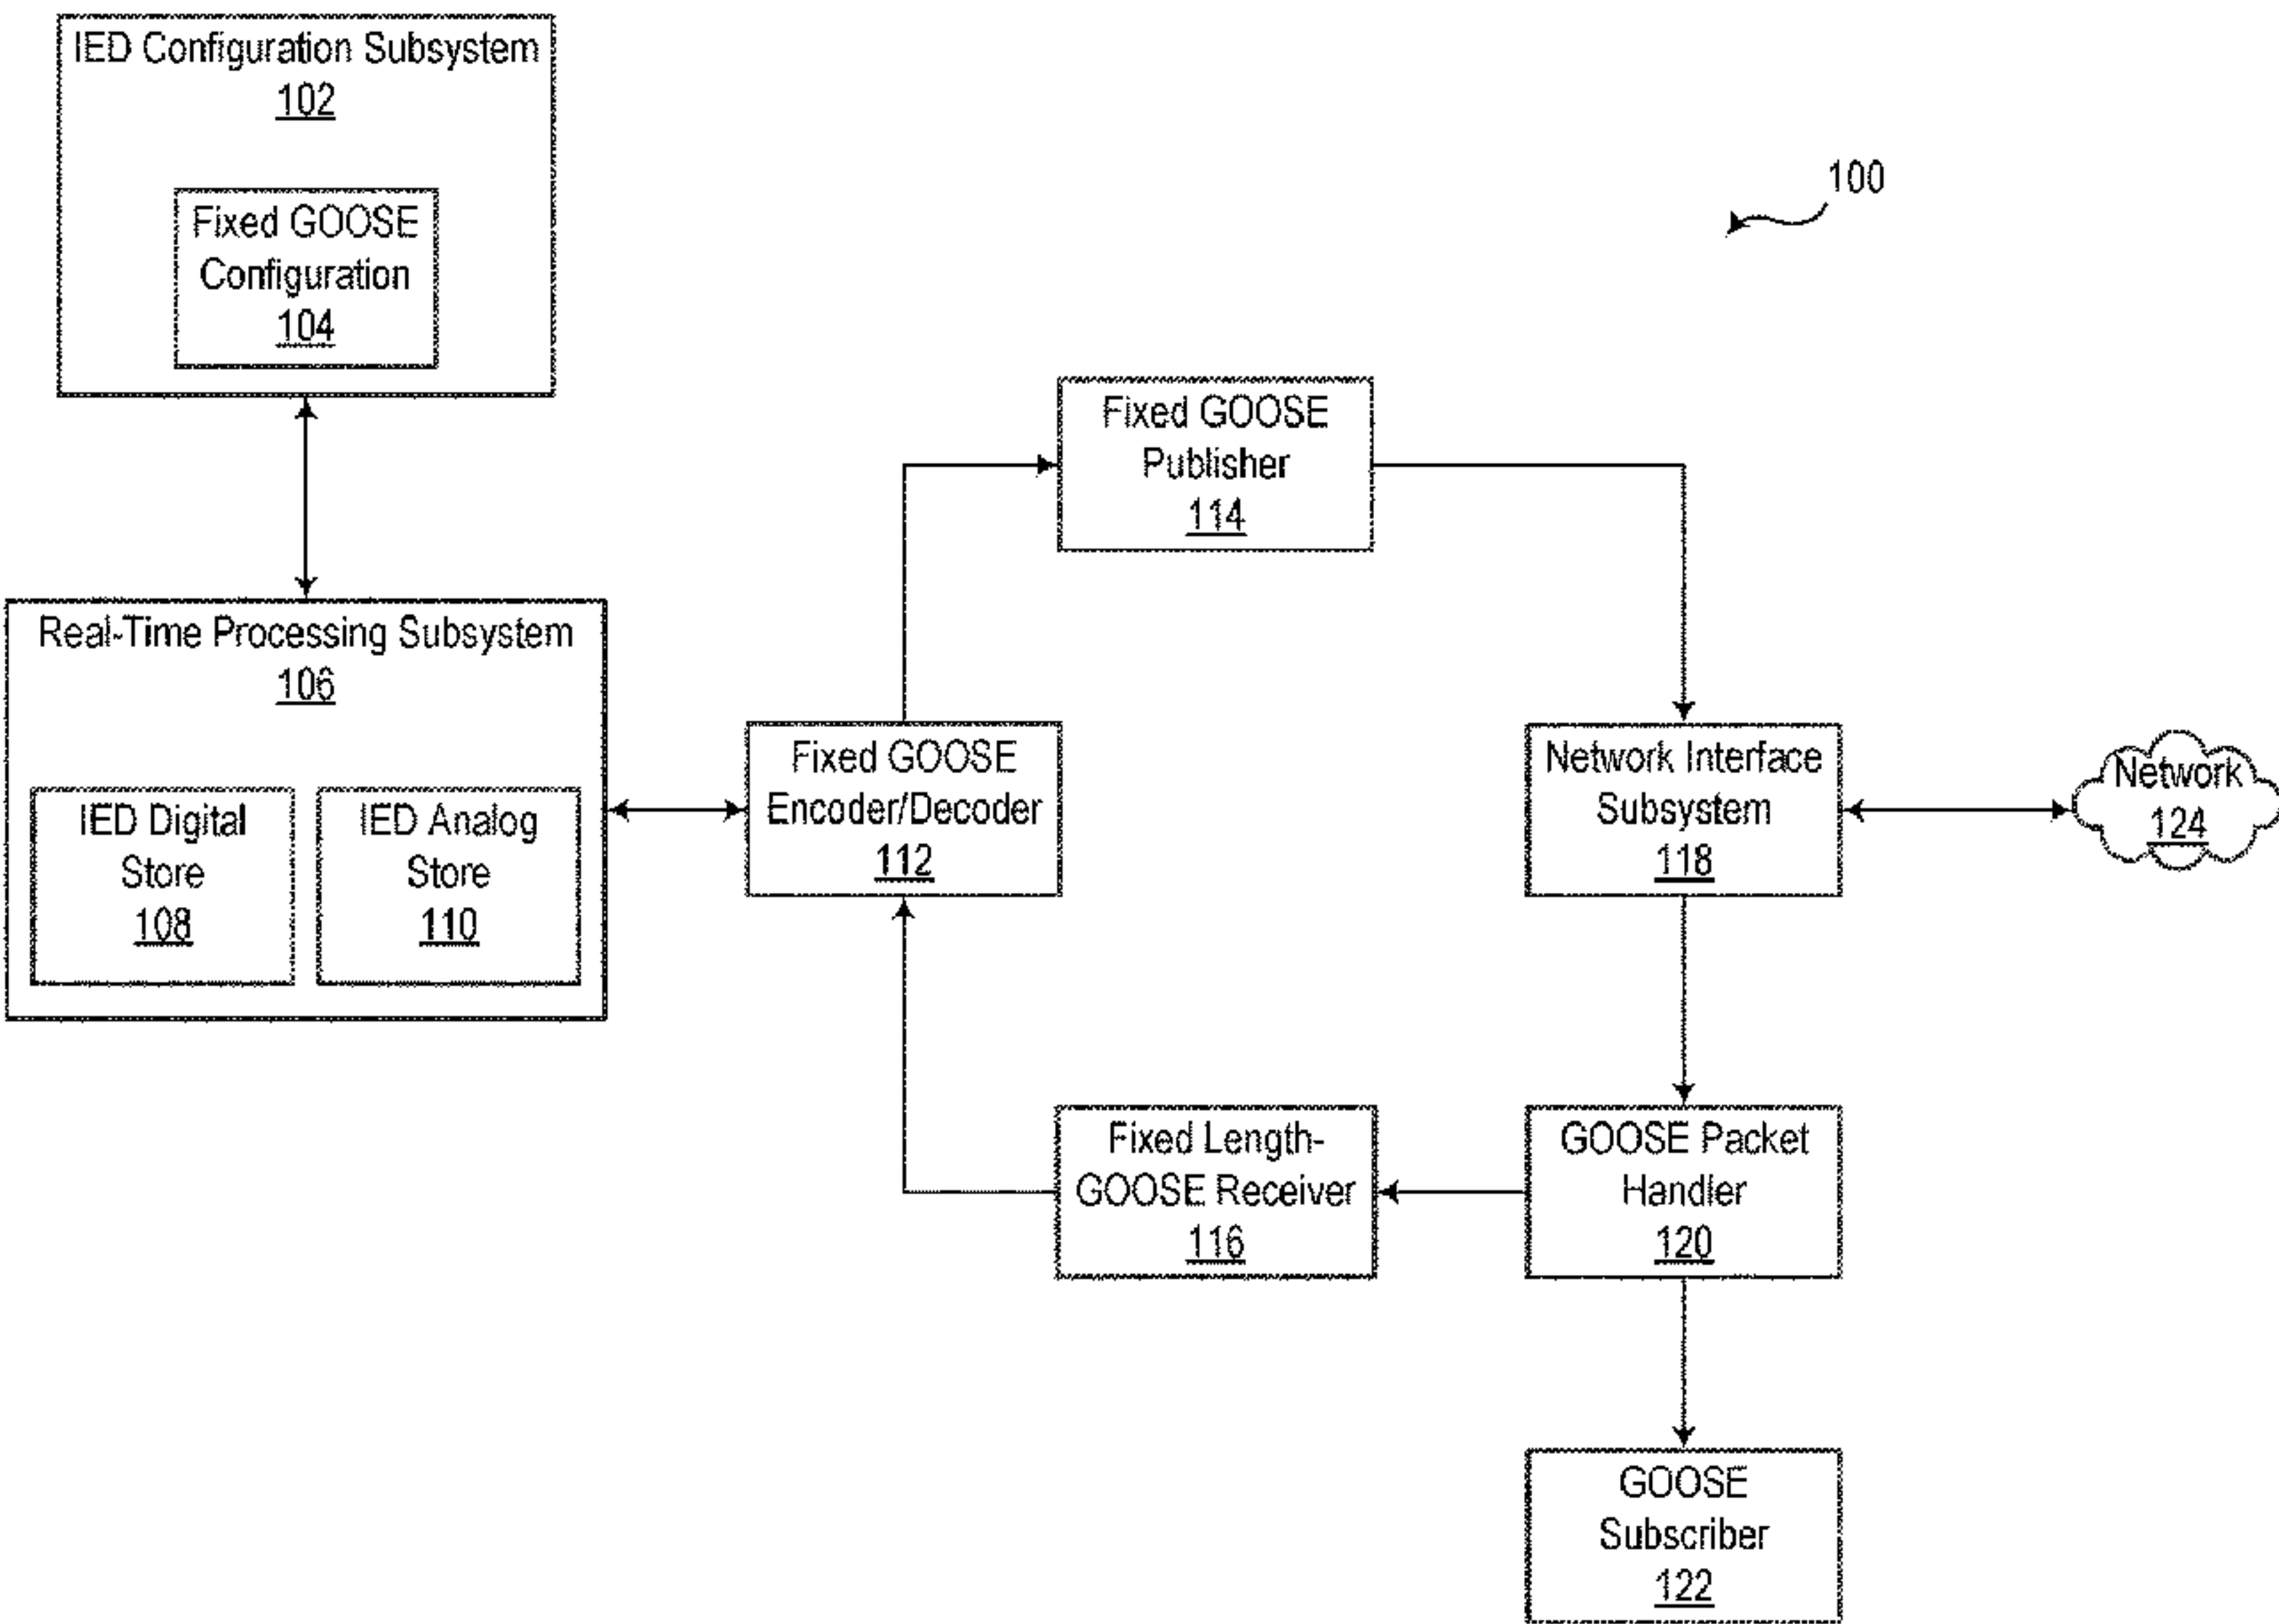 IED Configuration Subsystem
102
Fixed GOOSE
Configuration
104
100
Fixed GOOSE
Publisher
114
Real-Time Processing Subsystem
106
IED Digital
Store
108
IED Analog
Store
110
Fixed GOOSE
Encoder/Decoder
112
Network Interface
Subsystem
118
Network
124
Fixed Length-
GOOSE Receiver
116
GOOSE Packet
Handler
120
GOOSE
Subscriber
122